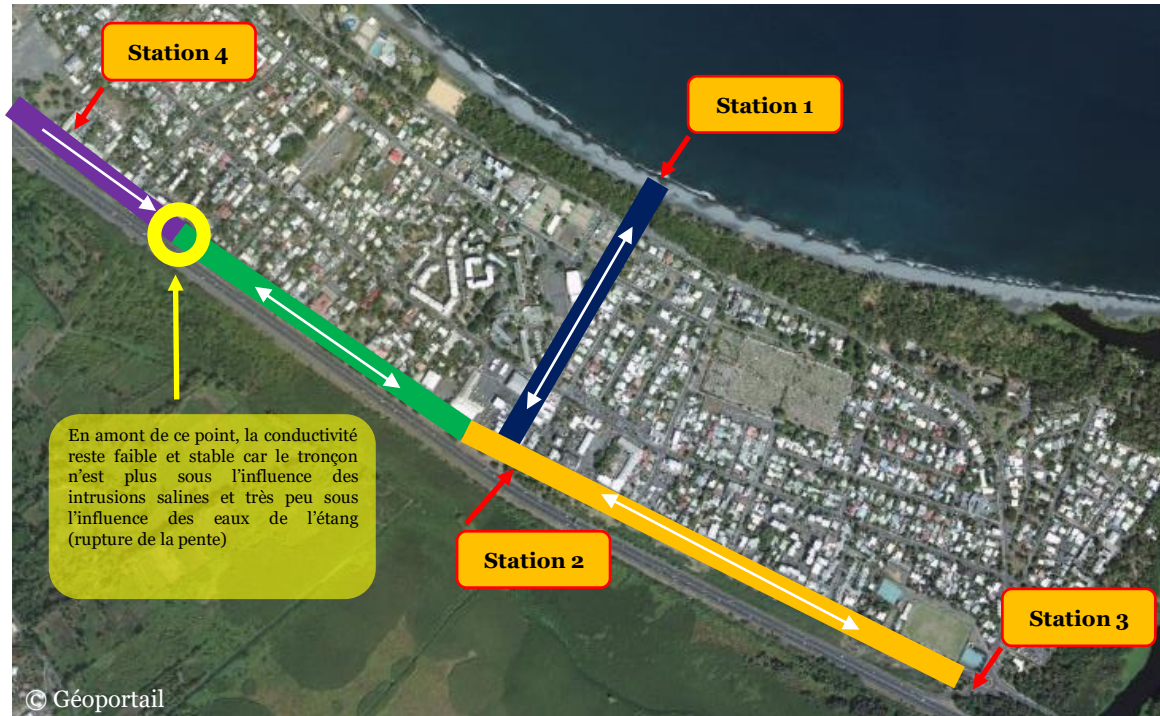 Station 4
Station 1
En amont de ce point, la conductivité
reste faible et stable car le tronçon
n'est plus sous l'influence des
intrusions salines et très peu sous
l'influence des eaux de l'étang
(rupture de la pente)
Station 2
Station 3
© Géoportail